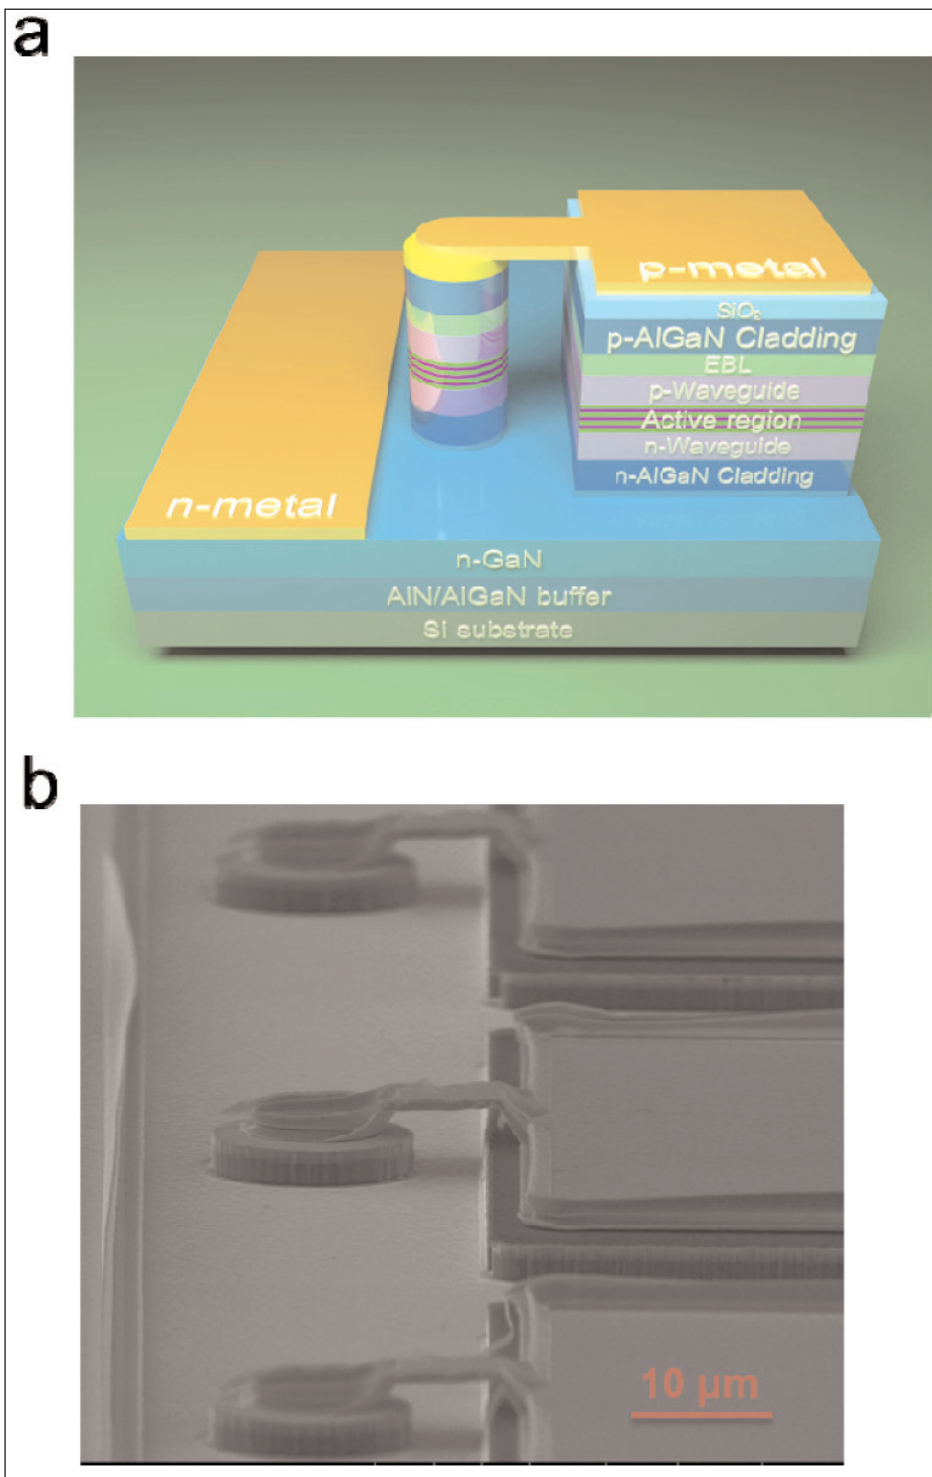 a
p-metal
SiO₂
p-AlGaN Cladding
EBL
p-Waveguide
Active region
n-Waveguide
n-AlGaN Cladding
n-metal
n-GaN
AlN/AlGaN buffer
Si substrate
b
10 μm